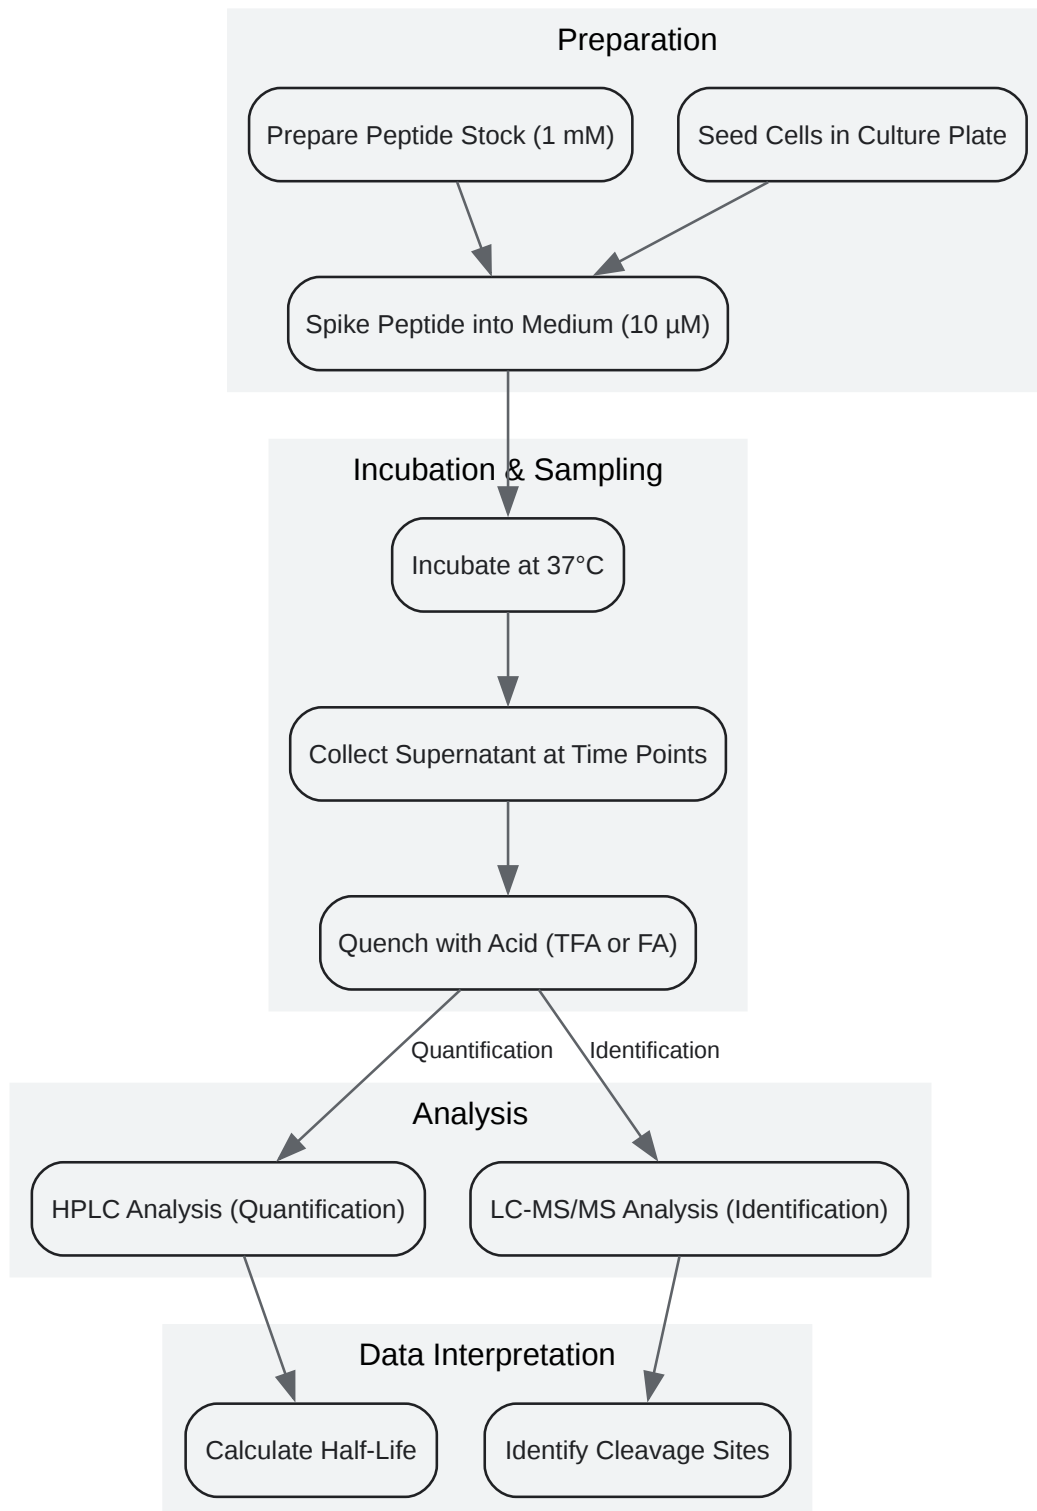 Preparation
Prepare Peptide Stock (1 mM)
Seed Cells in Culture Plate
Spike Peptide into Medium (10 µM)
Incubation & Sampling
Incubate at 37°C
Collect Supernatant at Time Points
Quench with Acid (TFA or FA)
Quantification
Identification
Analysis
HPLC Analysis (Quantification)
LC-MS/MS Analysis (Identification)
Data Interpretation
Calculate Half-Life
Identify Cleavage Sites